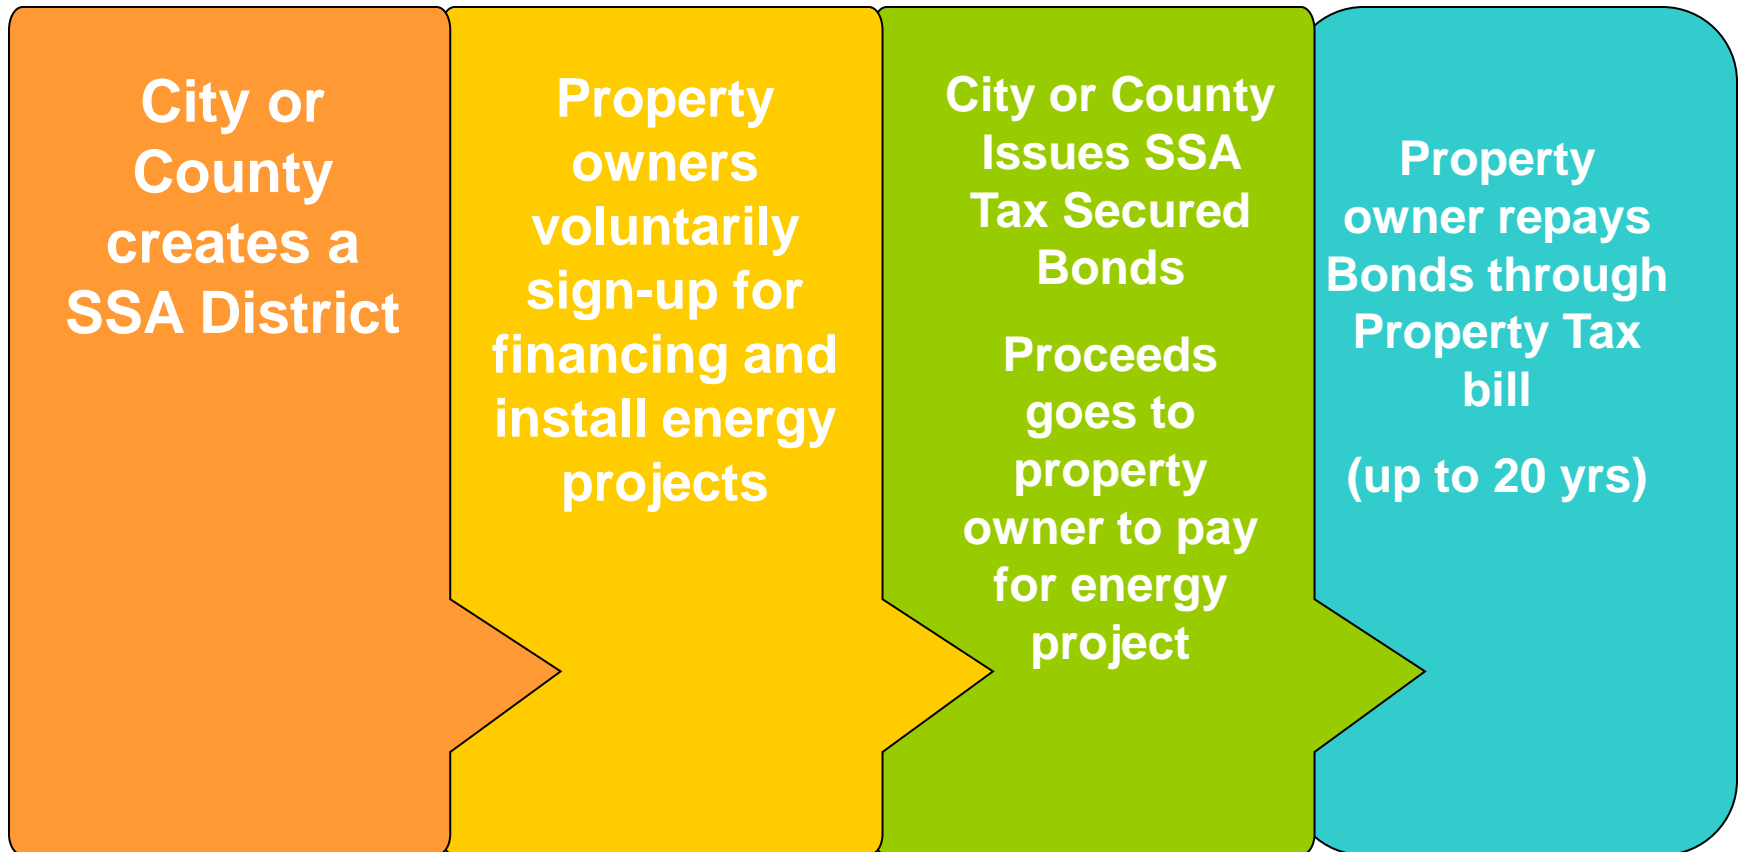 City or
County
creates a
SSA District
Property
owners
voluntarily
sign-up for
financing and
install energy
projects
City or County
Issues SSA
Tax Secured
Bonds
Proceeds
goes to
property
owner to pay
for energy
project
Property
owner repays
Bonds through
Property Tax
bill
(up to 20 yrs)